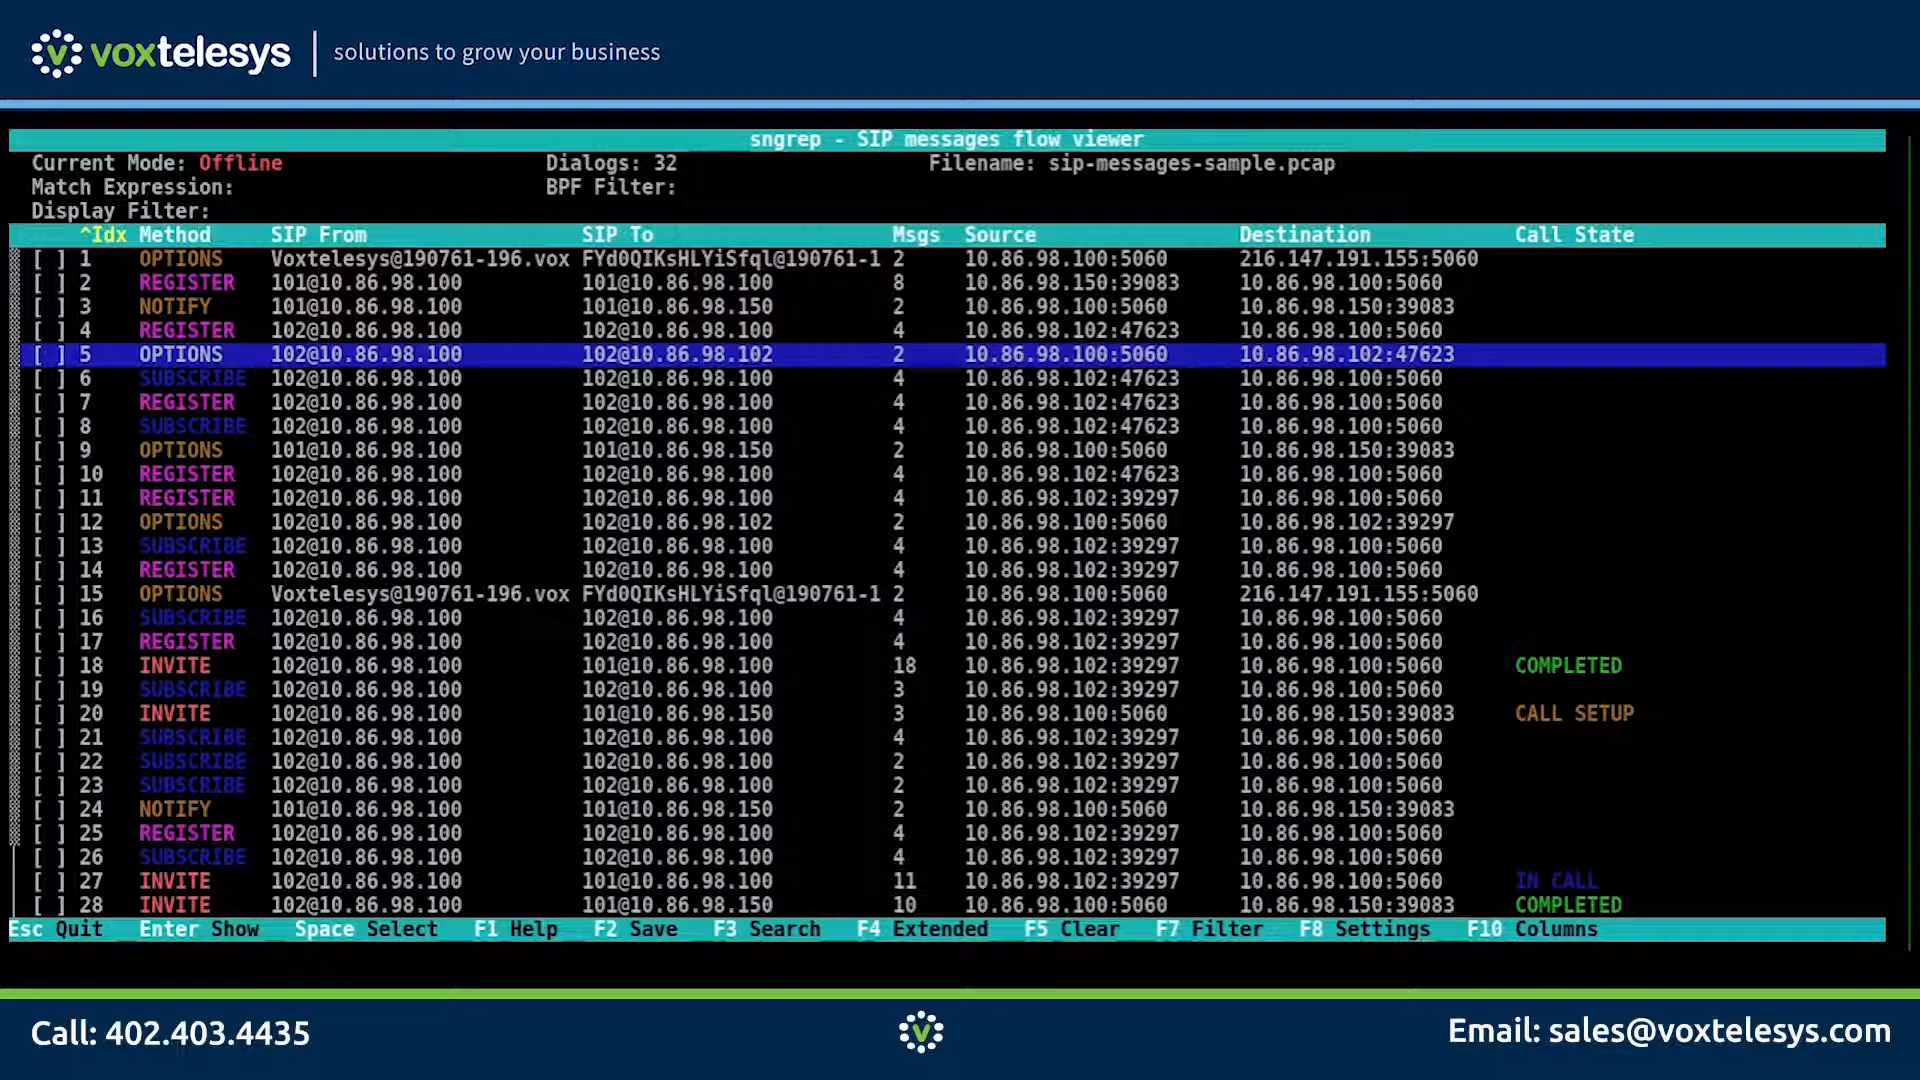 voxtelesys | solutions to grow your business
sngrep - SIP messages flow viewer
Current Mode: Offline Dialogs: 32 Filename: sip-messages-sample.pcap
Match Expression: BPF Filter:
Display Filter:
^Idx Method SIP From SIP To Msgs Source Destination Call State
[ ] 1 OPTIONS Voxtelesys@190761-196.vox FYd0QIKsHLYiSfql@190761-1 2 10.86.98.100:5060 216.147.191.155:5060
[ ] 2 REGISTER 101@10.86.98.100 101@10.86.98.100 8 10.86.98.150:39083 10.86.98.100:5060
[ ] 3 NOTIFY 101@10.86.98.100 101@10.86.98.150 2 10.86.98.100:5060 10.86.98.150:39083
[ ] 4 REGISTER 102@10.86.98.100 102@10.86.98.100 4 10.86.98.102:47623 10.86.98.100:5060
[ ] 5 OPTIONS 102@10.86.98.100 102@10.86.98.102 2 10.86.98.100:5060 10.86.98.102:47623
[ ] 6 SUBSCRIBE 102@10.86.98.100 102@10.86.98.100 4 10.86.98.102:47623 10.86.98.100:5060
[ ] 7 REGISTER 102@10.86.98.100 102@10.86.98.100 4 10.86.98.102:47623 10.86.98.100:5060
[ ] 8 SUBSCRIBE 102@10.86.98.100 102@10.86.98.100 4 10.86.98.102:47623 10.86.98.100:5060
[ ] 9 OPTIONS 101@10.86.98.100 101@10.86.98.150 2 10.86.98.100:5060 10.86.98.150:39083
[ ] 10 REGISTER 102@10.86.98.100 102@10.86.98.100 4 10.86.98.102:47623 10.86.98.100:5060
[ ] 11 REGISTER 102@10.86.98.100 102@10.86.98.100 4 10.86.98.102:39297 10.86.98.100:5060
[ ] 12 OPTIONS 102@10.86.98.100 102@10.86.98.102 2 10.86.98.100:5060 10.86.98.102:39297
[ ] 13 SUBSCRIBE 102@10.86.98.100 102@10.86.98.100 4 10.86.98.102:39297 10.86.98.100:5060
[ ] 14 REGISTER 102@10.86.98.100 102@10.86.98.100 4 10.86.98.102:39297 10.86.98.100:5060
[ ] 15 OPTIONS Voxtelesys@190761-196.vox FYd0QIKsHLYiSfql@190761-1 2 10.86.98.100:5060 216.147.191.155:5060
[ ] 16 SUBSCRIBE 102@10.86.98.100 102@10.86.98.100 4 10.86.98.102:39297 10.86.98.100:5060
[ ] 17 REGISTER 102@10.86.98.100 102@10.86.98.100 4 10.86.98.102:39297 10.86.98.100:5060
[ ] 18 INVITE 102@10.86.98.100 101@10.86.98.100 18 10.86.98.102:39297 10.86.98.100:5060 COMPLETED
[ ] 19 SUBSCRIBE 102@10.86.98.100 102@10.86.98.100 3 10.86.98.102:39297 10.86.98.100:5060
[ ] 20 INVITE 102@10.86.98.100 101@10.86.98.150 3 10.86.98.100:5060 10.86.98.150:39083 CALL SETUP
[ ] 21 SUBSCRIBE 102@10.86.98.100 102@10.86.98.100 4 10.86.98.102:39297 10.86.98.100:5060
[ ] 22 SUBSCRIBE 102@10.86.98.100 102@10.86.98.100 2 10.86.98.102:39297 10.86.98.100:5060
[ ] 23 SUBSCRIBE 102@10.86.98.100 102@10.86.98.100 2 10.86.98.102:39297 10.86.98.100:5060
[ ] 24 NOTIFY 101@10.86.98.100 101@10.86.98.150 2 10.86.98.100:5060 10.86.98.150:39083
[ ] 25 REGISTER 102@10.86.98.100 102@10.86.98.100 4 10.86.98.102:39297 10.86.98.100:5060
[ ] 26 SUBSCRIBE 102@10.86.98.100 102@10.86.98.100 4 10.86.98.102:39297 10.86.98.100:5060
[ ] 27 INVITE 102@10.86.98.100 101@10.86.98.100 11 10.86.98.102:39297 10.86.98.100:5060 IN CALL
[ ] 28 INVITE 102@10.86.98.100 101@10.86.98.150 10 10.86.98.100:5060 10.86.98.150:39083 COMPLETED
Esc Quit Enter Show Space Select F1 Help F2 Save F3 Search F4 Extended F5 Clear F7 Filter F8 Settings F10 Columns
Call: 402.403.4435 v Email: sales@voxtelesys.com